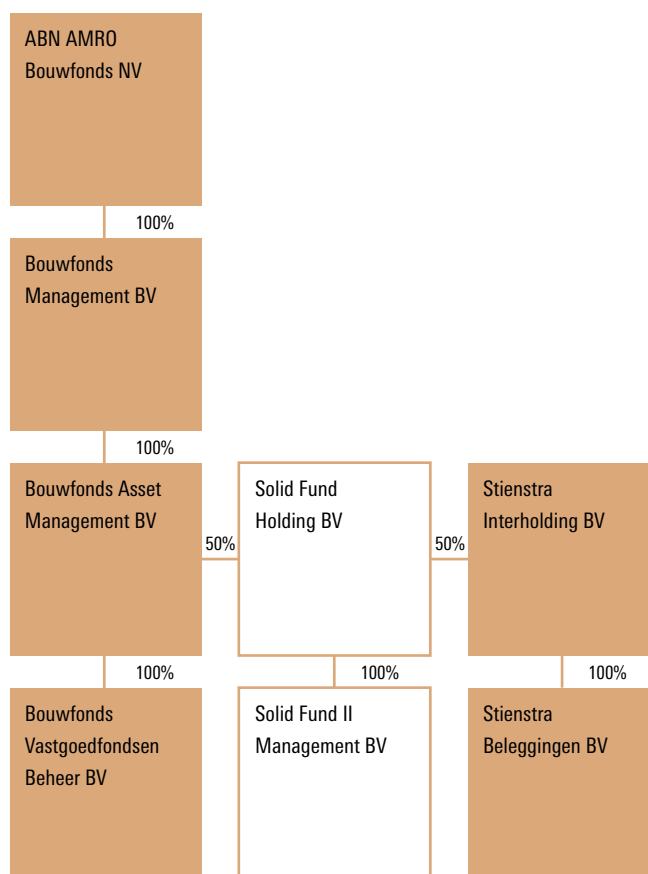 ABN AMRO
Bouwfonds NV
100%
Bouwfonds
Management BV
100%
Bouwfonds Asset
Management BV
50%
Solid Fund
Holding BV
50%
Stienstra
Interholding BV
100%
100%
100%
Bouwfonds
Vastgoedfondsen
Beheer BV
Solid Fund II
Management BV
Stienstra
Beleggingen BV